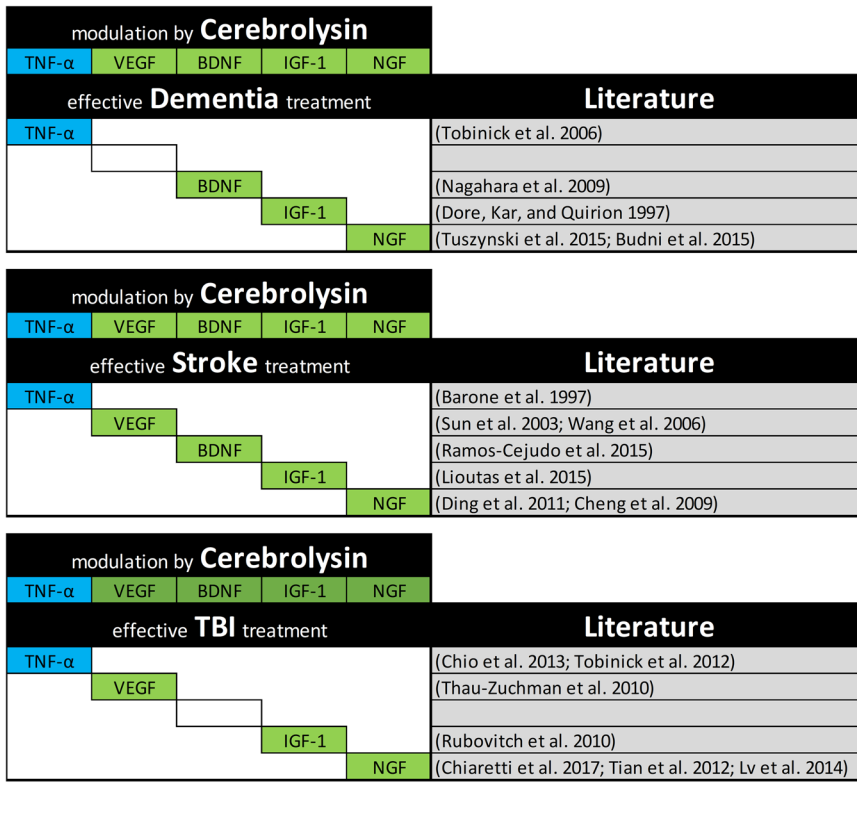 modulation by Cerebrolysin
TNF-α VEGF BDNF IGF-1 NGF
effective Dementia treatment Literature
TNF-α (Tobinick et al. 2006)
BDNF (Nagahara et al. 2009)
IGF-1 (Dore, Kar, and Quirion 1997)
NGF (Tuszynski et al. 2015; Budni et al. 2015)
modulation by Cerebrolysin
TNF-α VEGF BDNF IGF-1 NGF
effective Stroke treatment Literature
TNF-α (Barone et al. 1997)
VEGF (Sun et al. 2003; Wang et al. 2006)
BDNF (Ramos-Cejudo et al. 2015)
IGF-1 (Lioutas et al. 2015)
NGF (Ding et al. 2011; Cheng et al. 2009)
modulation by Cerebrolysin
TNF-α VEGF BDNF IGF-1 NGF
effective TBI treatment Literature
TNF-α (Chio et al. 2013; Tobinick et al. 2012)
VEGF (Thau-Zuchman et al. 2010)
IGF-1 (Rubovitch et al. 2010)
NGF (Chiaretti et al. 2017; Tian et al. 2012; Lv et al. 2014)